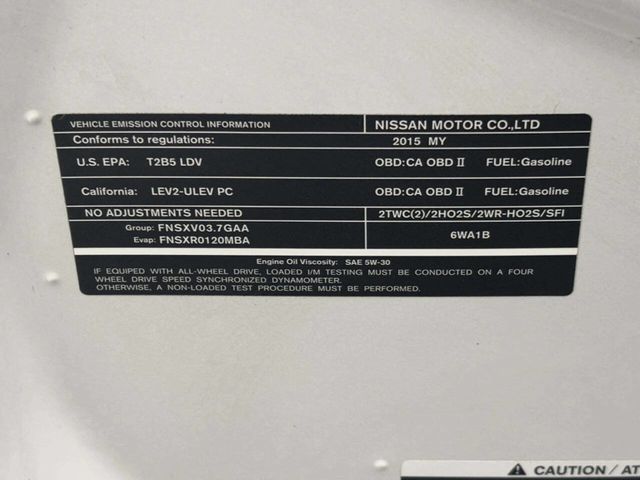 VEHICLE EMISSION CONTROL INFORMATION NISSAN MOTOR CO.,LTD
Conforms to regulations: 2015 MY
U.S. EPA: T2B5 LDV OBD:CA OBD II FUEL:Gasoline
California: LEV2-ULEV PC OBD:CA OBD II FUEL:Gasoline
NO ADJUSTMENTS NEEDED 2TWC(2)/2HO2S/2WR-HO2S/SFI
Group: FNSXV03.7GAA
Evap: FNSXR0120MBA 6WA1B
Engine Oil Viscosity: SAE 5W-30
IF EQUIPED WITH ALL-WHEEL DRIVE, LOADED I/M TESTING MUST BE CONDUCTED ON A FOUR
WHEEL DRIVE SPEED SYNCHRONIZED DYNAMOMETER.
OTHERWISE, A NON-LOADED TEST PROCEDURE MUST BE PERFORMED.
CAUTION / AT